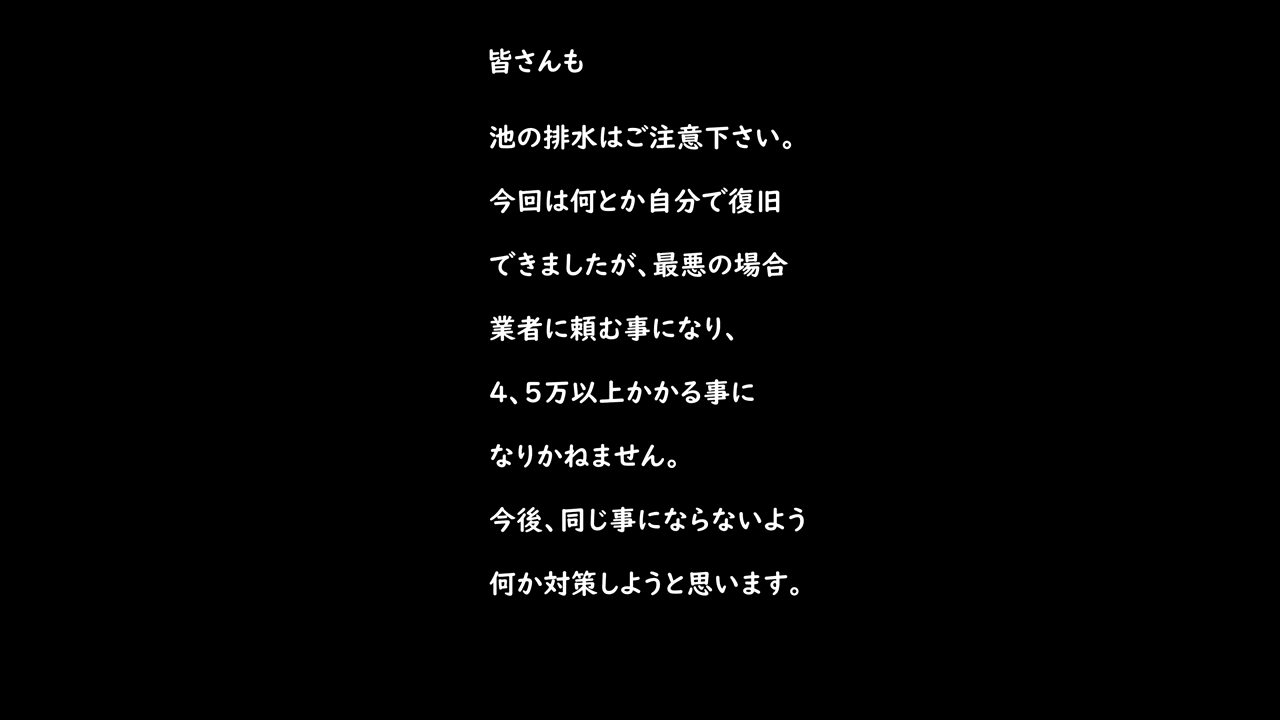 皆さんも
池の排水はご注意下さい。
今回は何とか自分で復旧
できましたが、最悪の場合
業者に頼む事になり、
４、５万以上かかる事に
なりかねません。
今後、同じ事にならないよう
何か対策しようと思います。